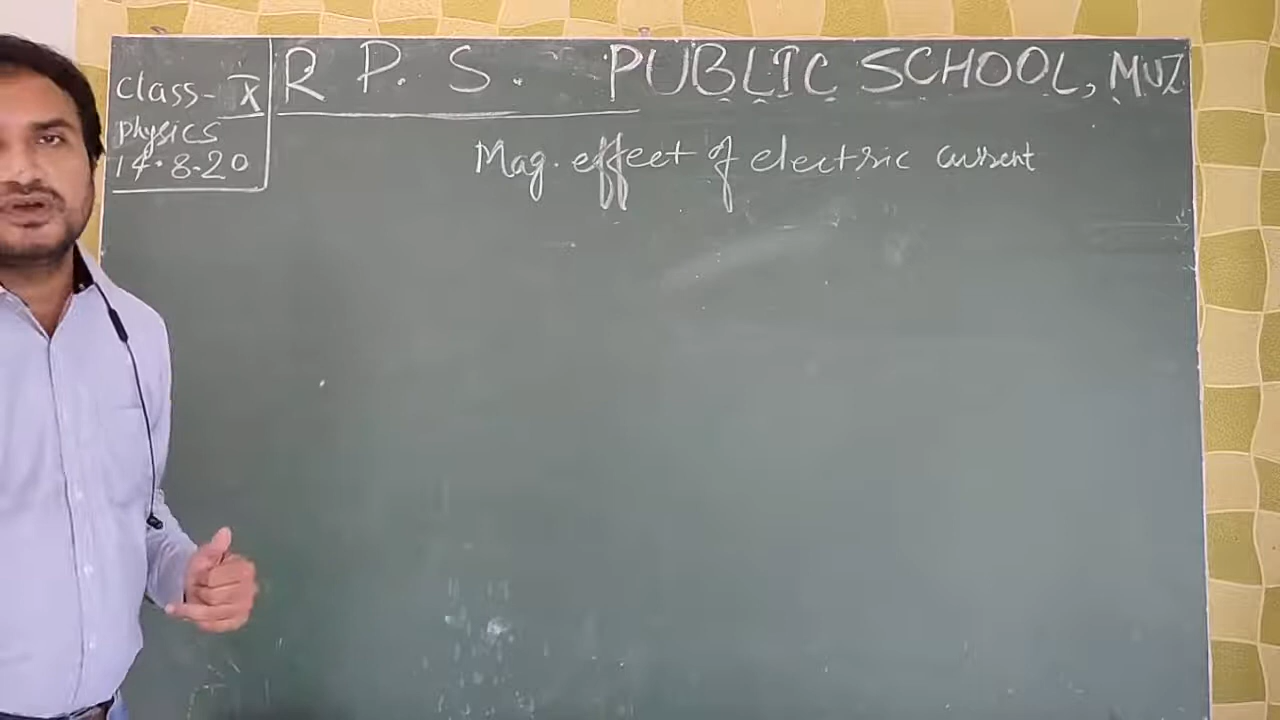 Class- X
Physics
14.8.20
R P. S. PUBLIC SCHOOL, MUZ
Mag. effect of electric current